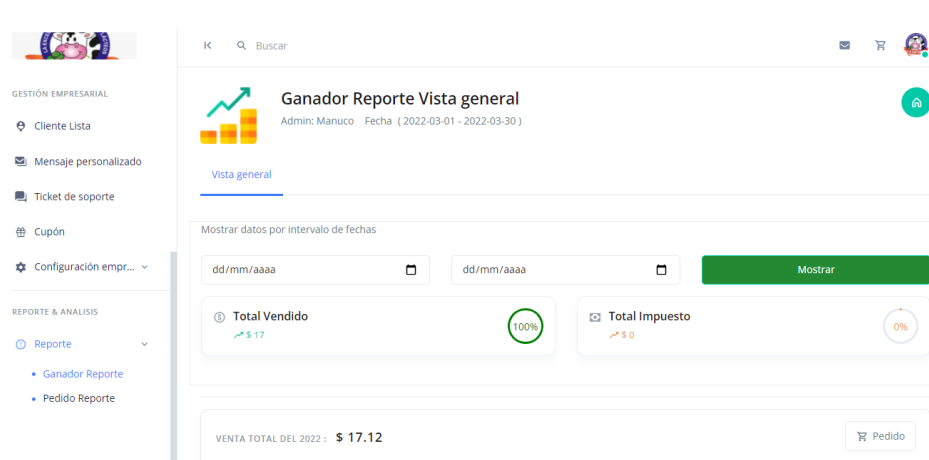 Buscar
GESTIÓN EMPRESARIAL
Cliente Lista
Mensaje personalizado
Ticket de soporte
Cupón
Configuración empr...
REPORTE & ANALISIS
Reporte
Ganador Reporte
Pedido Reporte
Ganador Reporte Vista general
Admin: Manuco Fecha ( 2022-03-01 - 2022-03-30 )
Vista general
Mostrar datos por intervalo de fechas
dd/mm/aaaa dd/mm/aaaa Mostrar
Total Vendido
$ 17
100%
Total Impuesto
$ 0
0%
VENTA TOTAL DEL 2022 : $ 17.12
Pedido